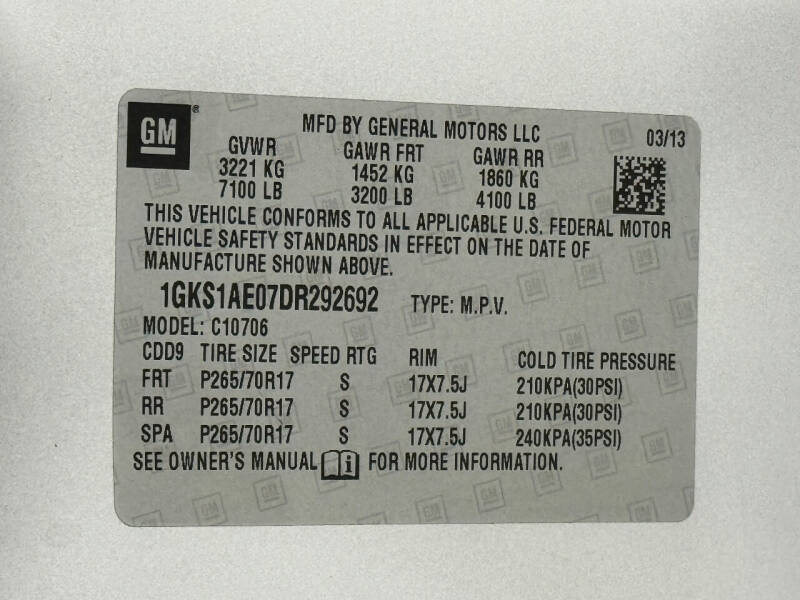 GM®
MFD BY GENERAL MOTORS LLC 03/13
GVWR GAWR FRT GAWR RR
3221 KG 1452 KG 1860 KG
7100 LB 3200 LB 4100 LB
THIS VEHICLE CONFORMS TO ALL APPLICABLE U.S. FEDERAL MOTOR
VEHICLE SAFETY STANDARDS IN EFFECT ON THE DATE OF
MANUFACTURE SHOWN ABOVE.
1GKS1AE07DR292692 TYPE: M.P.V.
MODEL: C10706
CDD9 TIRE SIZE SPEED RTG RIM COLD TIRE PRESSURE
FRT P265/70R17 S 17X7.5J 210KPA(30PSI)
RR P265/70R17 S 17X7.5J 210KPA(30PSI)
SPA P265/70R17 S 17X7.5J 240KPA(35PSI)
SEE OWNER'S MANUAL i FOR MORE INFORMATION.